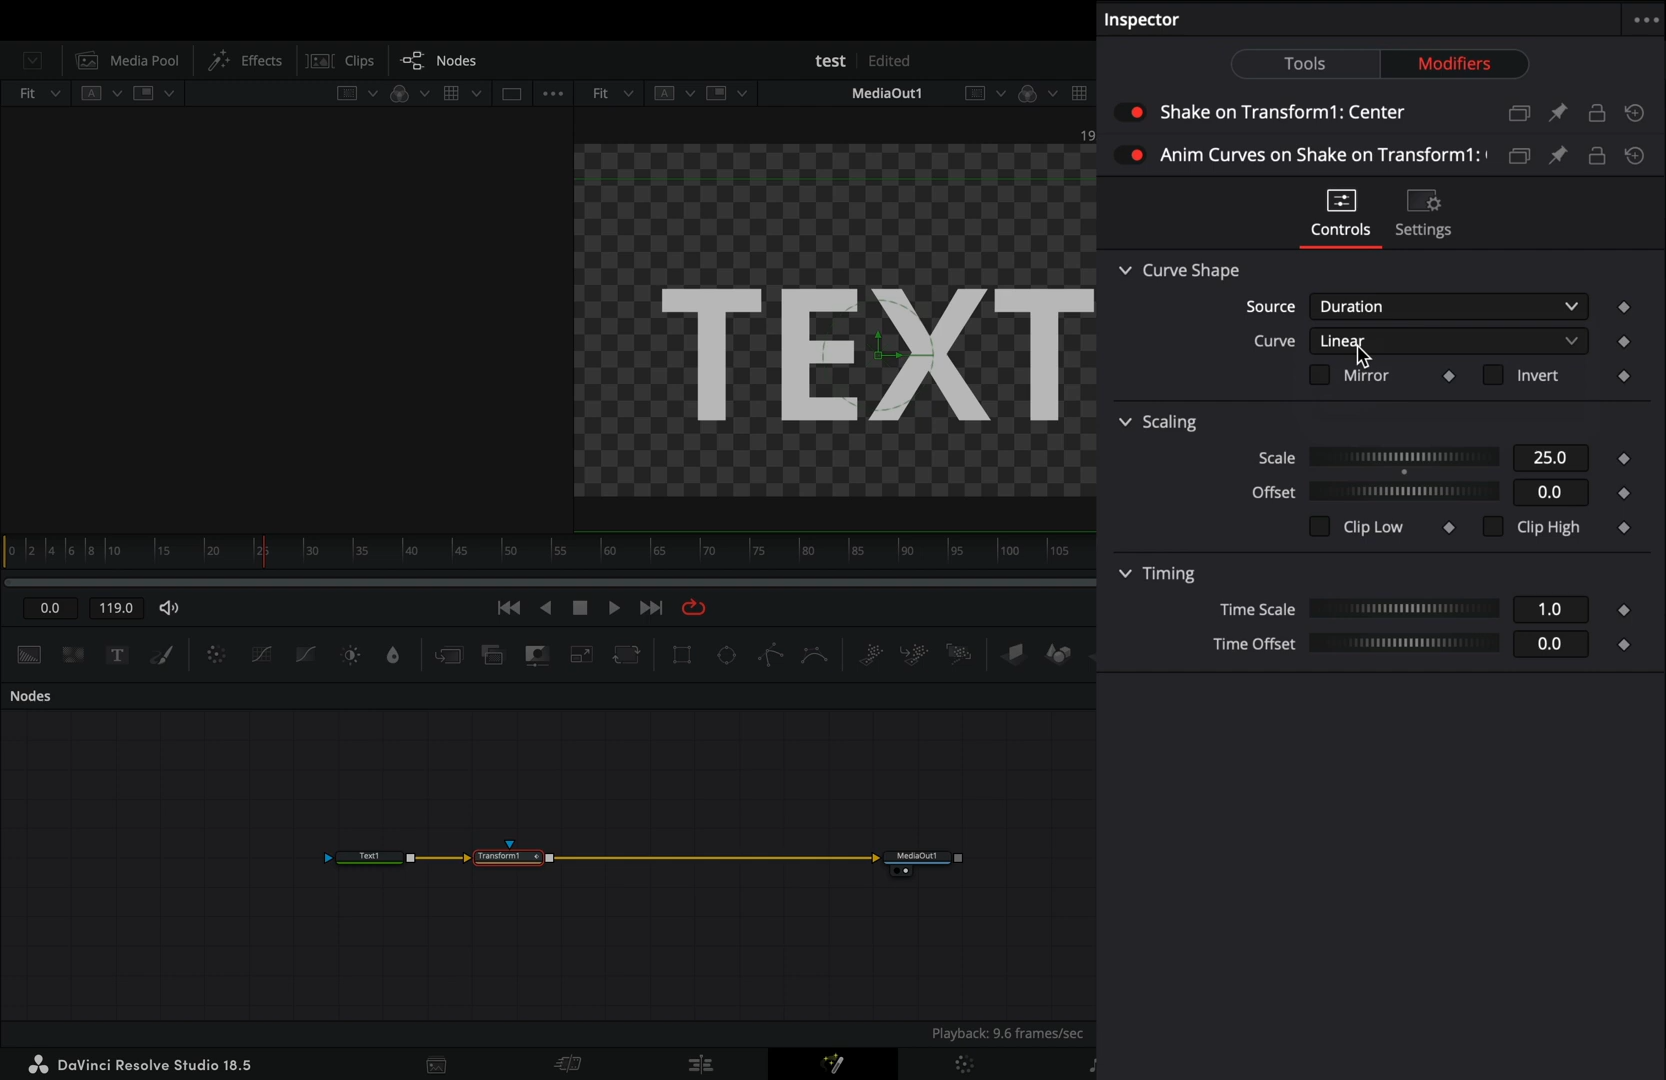 Inspector
Media Pool
Effects
Clips
Nodes
test
Edited
Tools
Modifiers
Fit
A
Fit
A
MediaOut1
Shake on Transform1: Center
19
Anim Curves on Shake on Transform1: (
Controls
Settings
TEXT
Curve Shape
Source
Duration
Curve
Linear
Mirror
Invert
Scaling
Scale
25.0
Offset
0.0
Clip Low
Clip High
0 2 4 6 8 10 15 20 25 30 35 40 45 50 55 60 65 70 75 80 85 90 95 100 105
Timing
0.0
119.0
Time Scale
1.0
Time Offset
0.0
T
Nodes
Text1
Transform1
MediaOut1
Playback: 9.6 frames/sec
DaVinci Resolve Studio 18.5